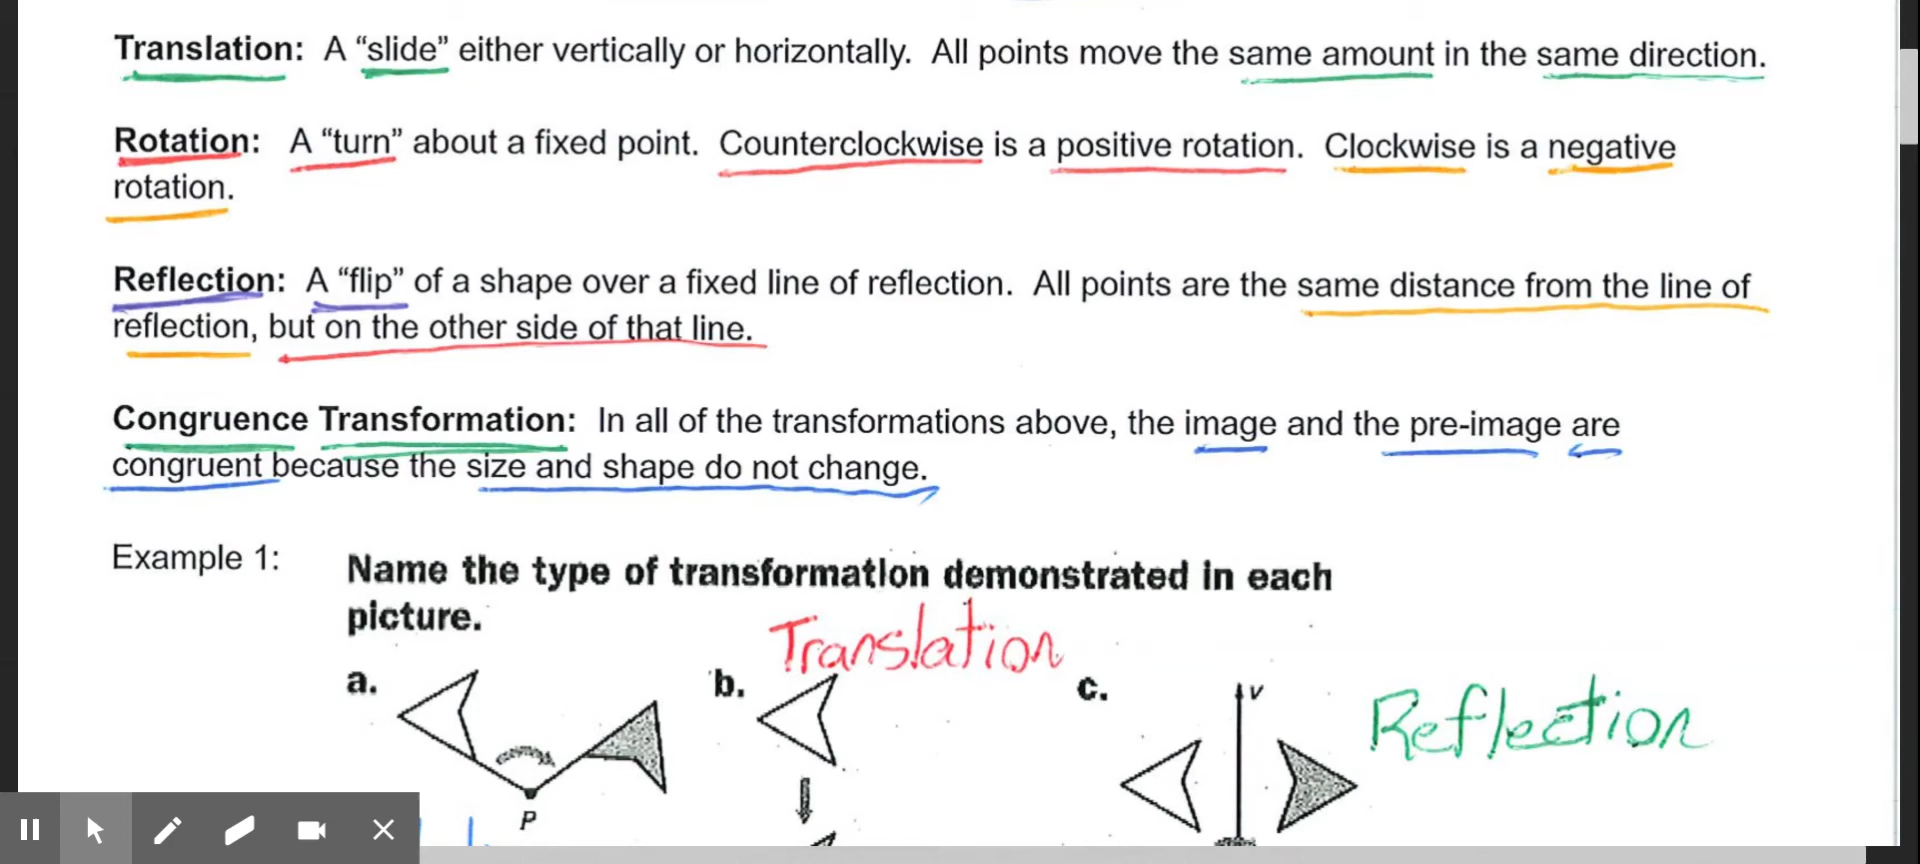 Translation: A “slide” either vertically or horizontally. All points move the same amount in the same direction.
Rotation: A “turn” about a fixed point. Counterclockwise is a positive rotation. Clockwise is a negative
rotation.
Reflection: A “flip” of a shape over a fixed line of reflection. All points are the same distance from the line of
reflection, but on the other side of that line.
Congruence Transformation: In all of the transformations above, the image and the pre-image are
congruent because the size and shape do not change.
Example 1:
Name the type of transformation demonstrated in each
picture.
Translation
a.
b.
c.
v
Reflection
P